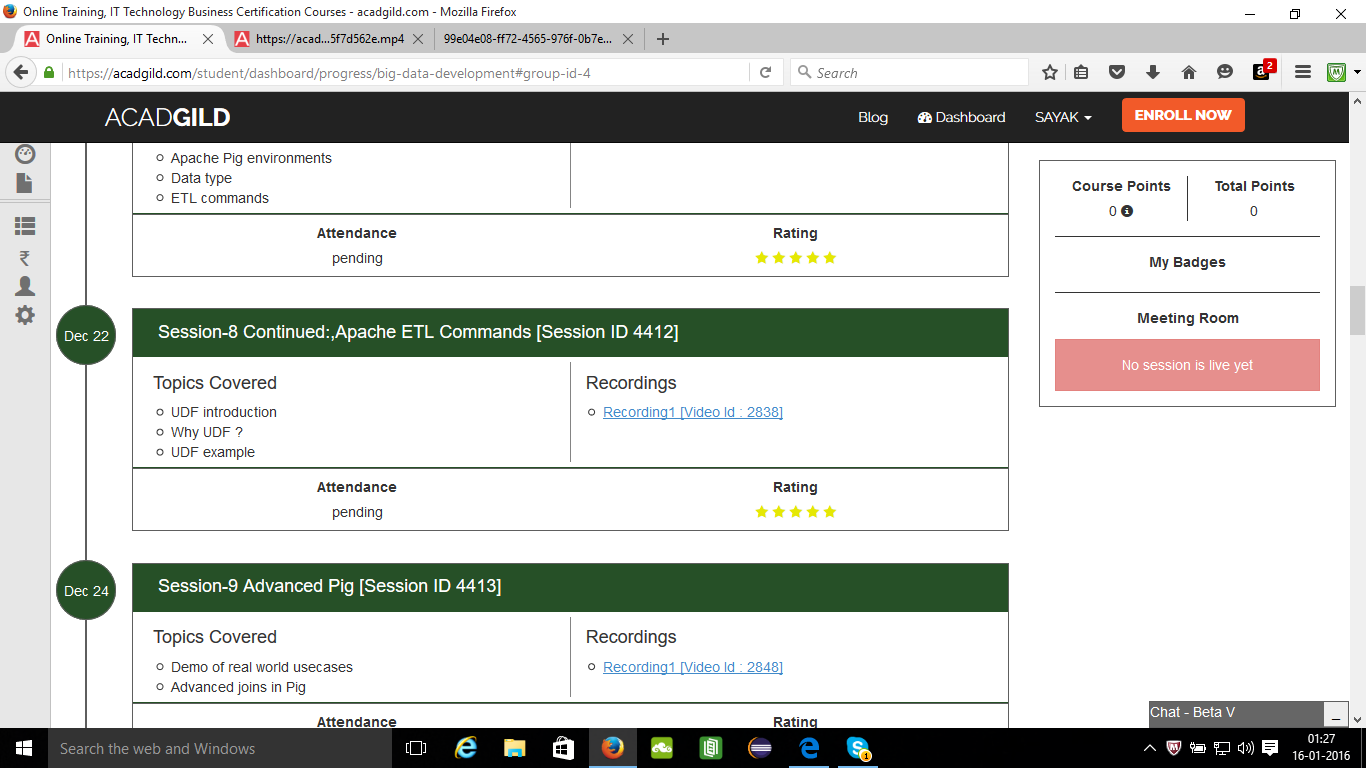 Online Training, IT Technology Business Certification Courses - acadgild.com - Mozilla Firefox
Online Training, IT Techn...
https://acad...5f7d562e.mp4
99e04e08-ff72-4565-976f-0b7e...
https://acadgild.com/student/dashboard/progress/big-data-development#group-id-4
Search
2
ACADGILD
Blog
Dashboard
SAYAK
ENROLL NOW
Apache Pig environments
Data type
ETL commands
Attendance
Rating
pending
Course Points
Total Points
0
0
My Badges
Meeting Room
No session is live yet
Dec 22
Session-8 Continued:,Apache ETL Commands [Session ID 4412]
Topics Covered
Recordings
UDF introduction
Recording1 [Video Id : 2838]
Why UDF ?
UDF example
Attendance
Rating
pending
Dec 24
Session-9 Advanced Pig [Session ID 4413]
Topics Covered
Recordings
Demo of real world usecases
Recording1 [Video Id : 2848]
Advanced joins in Pig
Attendance
Rating
Chat - Beta V
Search the web and Windows
1
01:27
16-01-2016